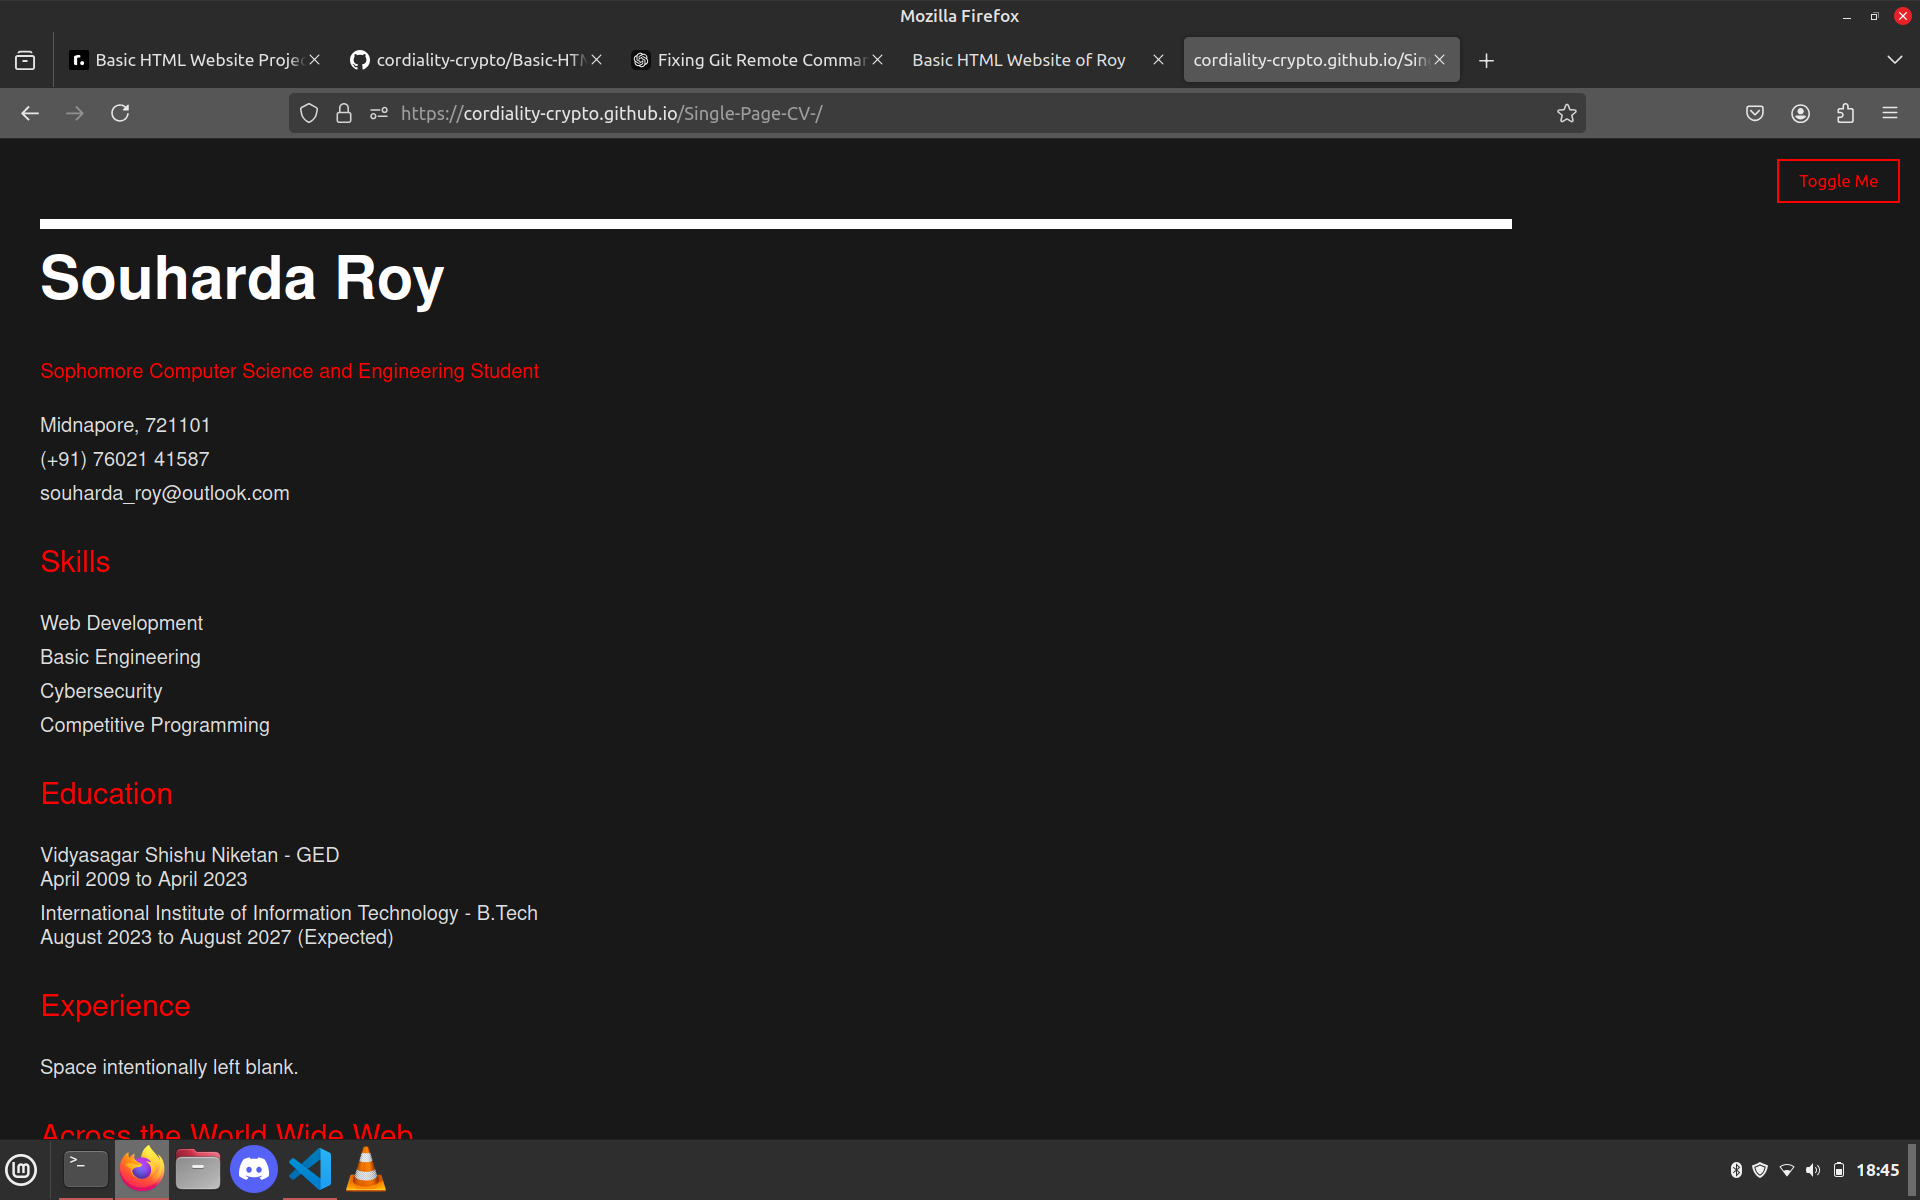 Mozilla Firefox
Basic HTML Website Projec
cordiality-crypto/Basic-HTM
Fixing Git Remote Comman
Basic HTML Website of Roy
cordiality-crypto.github.io/Sin
https://cordiality-crypto.github.io/Single-Page-CV-/
Toggle Me
Souharda Roy
Sophomore Computer Science and Engineering Student
Midnapore, 721101
(+91) 76021 41587
souharda_roy@outlook.com
Skills
Web Development
Basic Engineering
Cybersecurity
Competitive Programming
Education
Vidyasagar Shishu Niketan - GED
April 2009 to April 2023
International Institute of Information Technology - B.Tech
August 2023 to August 2027 (Expected)
Experience
Space intentionally left blank.
Across the World Wide Web
18:45